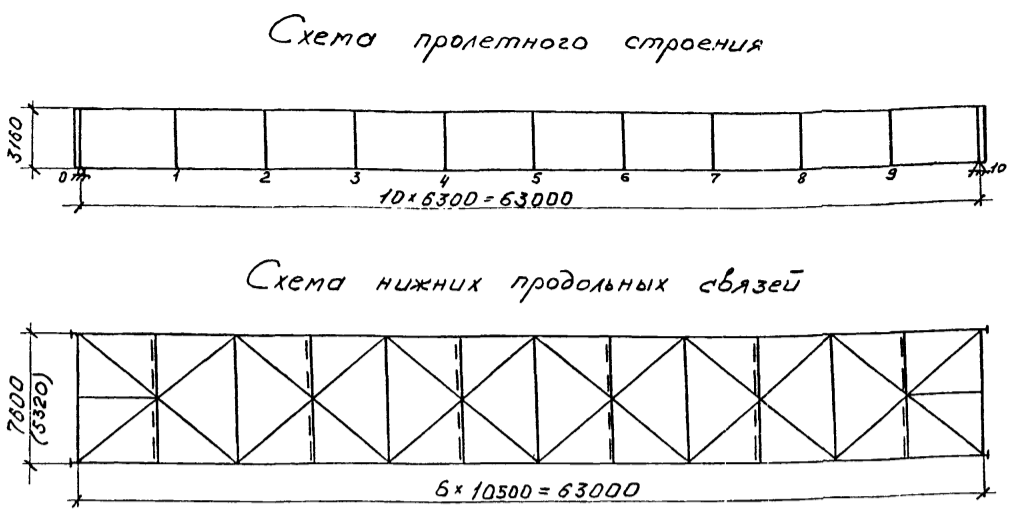 Схема пролетного строения
3160
0 1 2 3 4 5 6 7 8 9 10
10×6300=63000
Схема нижних продольных связей
7600
(5320)
6×10500=63000